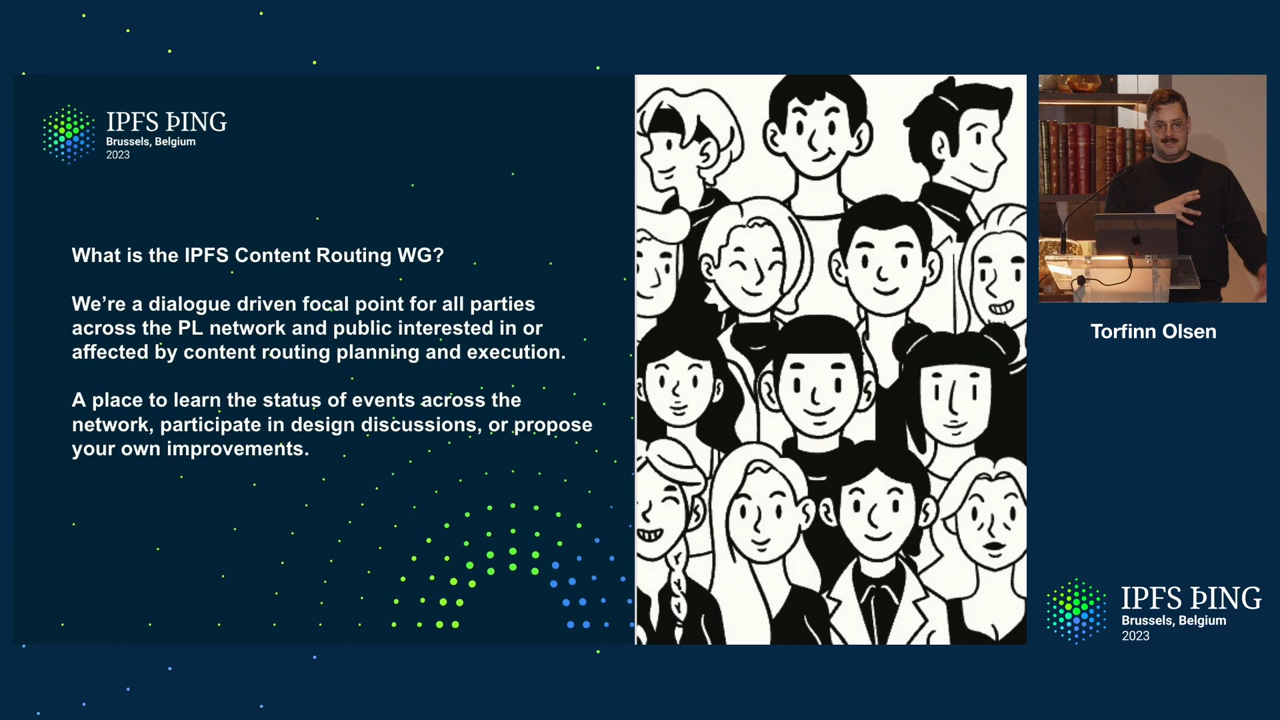 IPFS ÞING
Brussels, Belgium
2023
What is the IPFS Content Routing WG?
We’re a dialogue driven focal point for all parties
across the PL network and public interested in or
affected by content routing planning and execution.
A place to learn the status of events across the
network, participate in design discussions, or propose
your own improvements.
Torfinn Olsen
IPFS ÞING
Brussels, Belgium
2023